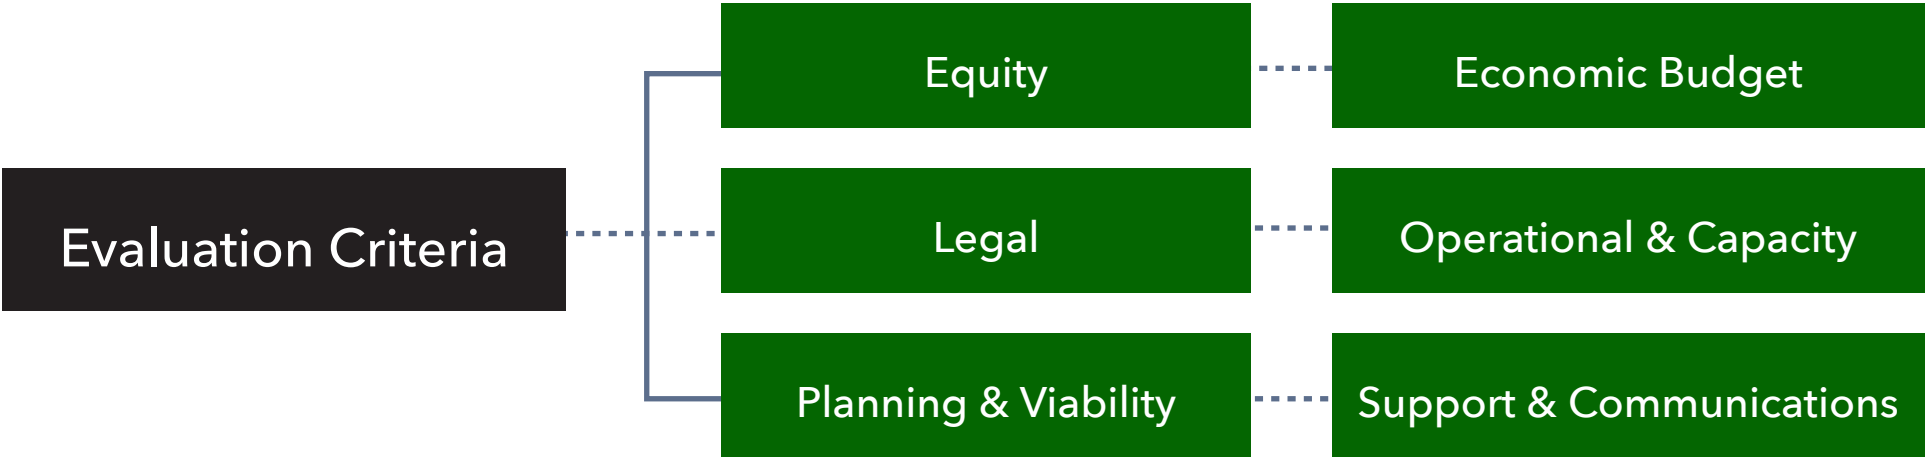 Evaluation Criteria
Equity
Economic Budget
Legal
Operational & Capacity
Planning & Viability
Support & Communications